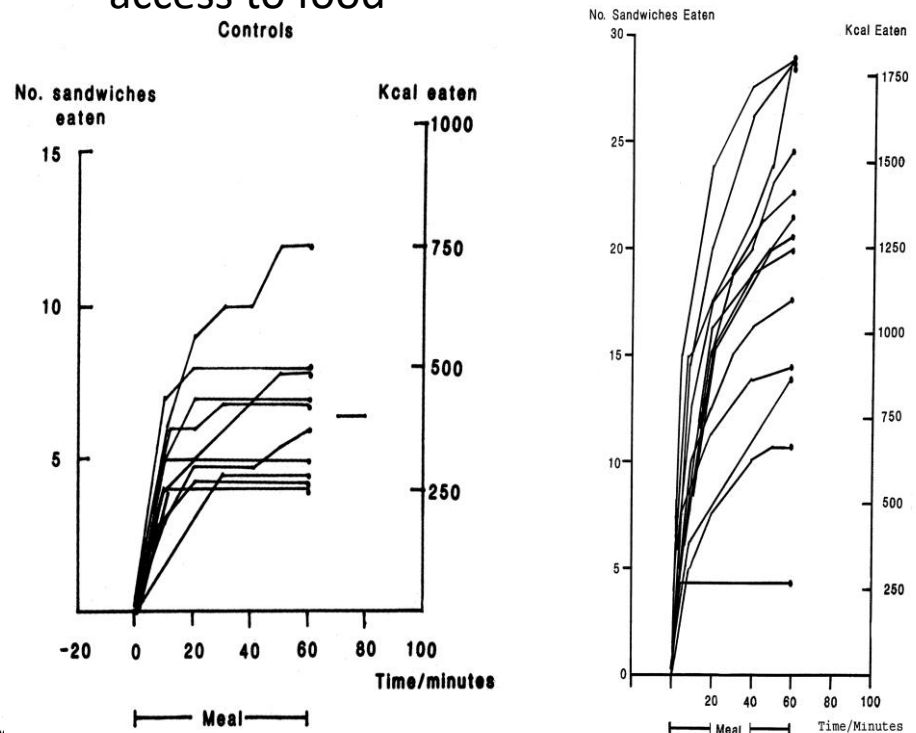 access to food
Controls
No. sandwiches
eaten
Kcal eaten
15
10
5
1000
750
500
250
-20 0 20 40 60 80 100
Time/minutes
Meal
No. Sandwiches Eaten
Kcal Eaten
30
25
20
15
10
5
0
1750
1500
1250
1000
750
500
250
20 40 60 80 100
Meal
Time/Minutes